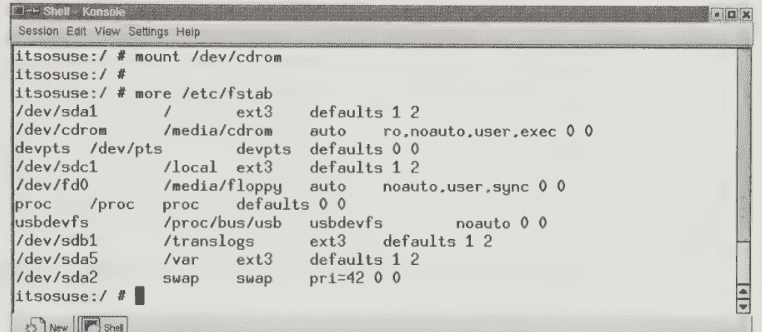 Shell - Konsole
Session Edit View Settings Help
itsosuse:/ # mount /dev/cdrom
itsosuse:/ #
itsosuse:/ # more /etc/fstab
/dev/sda1 / ext3 defaults 1 2
/dev/cdrom /media/cdrom auto ro,noauto,user,exec 0 0
devpts /dev/pts devpts defaults 0 0
/dev/sdc1 /local ext3 defaults 1 2
/dev/fd0 /media/floppy auto noauto,user,sync 0 0
proc /proc proc defaults 0 0
usbdevfs /proc/bus/usb usbdevfs noauto 0 0
/dev/sdb1 /translogs ext3 defaults 1 2
/dev/sda5 /var ext3 defaults 1 2
/dev/sda2 swap swap pri=42 0 0
itsosuse:/ #
New Shell